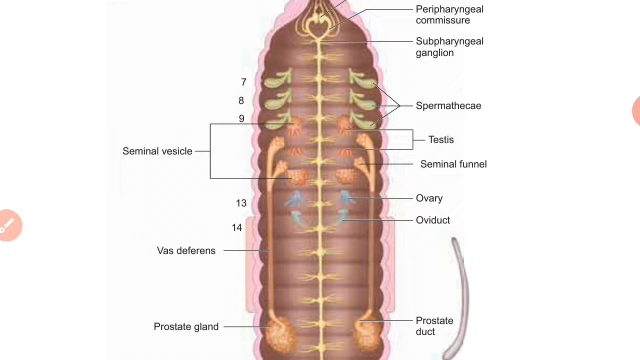 Peripharyngeal
commissure
Subpharyngeal
ganglion
7
8
Spermathecae
9
Testis
Seminal vesicle
Seminal funnel
Ovary
13
Oviduct
14
Vas deferens
Prostate gland
Prostate
duct